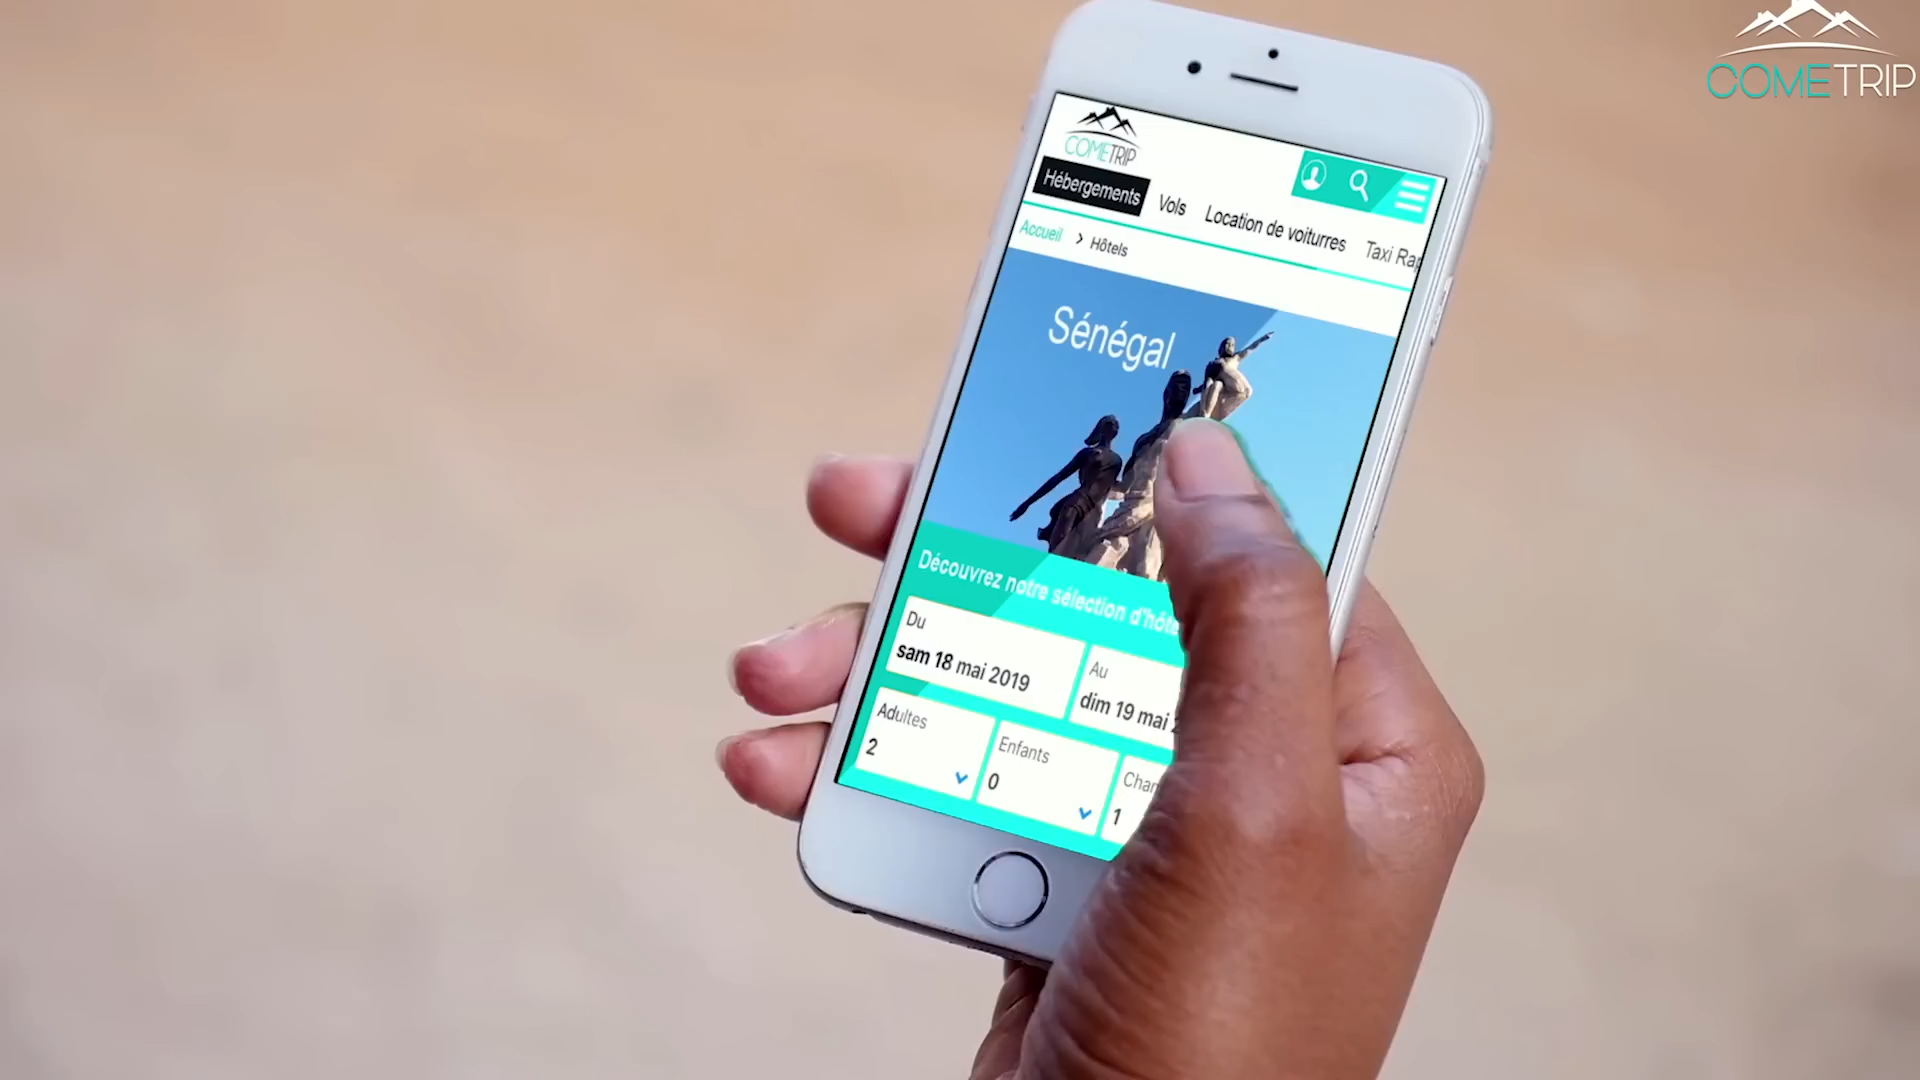 COMETRIP
COMETRIP
Hébergements Vols Location de voiturres Taxi
Accueil > Hôtels
Sénégal
Découvrez notre sélection
Du
sam 18 mai 2019
Au
dim 19 mai
Adultes
2
Enfants
0
1